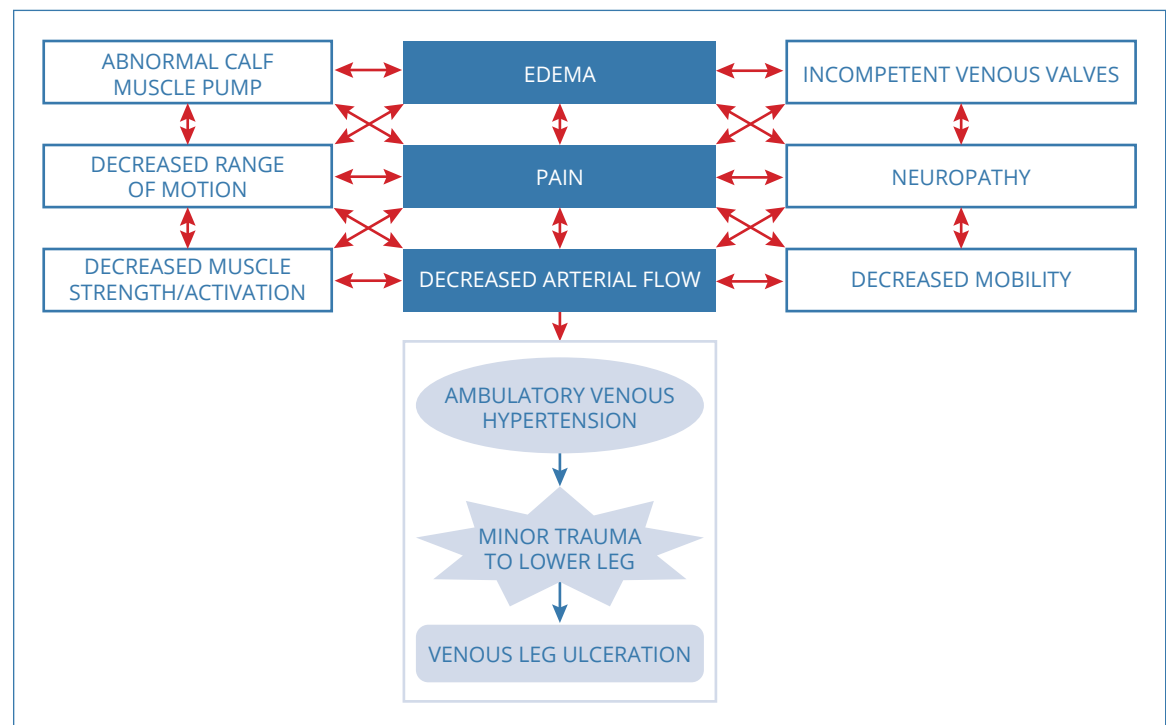 ABNORMAL CALF
MUSCLE PUMP
EDEMA
INCOMPETENT VENOUS VALVES
DECREASED RANGE
OF MOTION
PAIN
NEUROPATHY
DECREASED MUSCLE
STRENGTH/ACTIVATION
DECREASED ARTERIAL FLOW
DECREASED MOBILITY
AMBULATORY VENOUS
HYPERTENSION
MINOR TRAUMA
TO LOWER LEG
VENOUS LEG ULCERATION